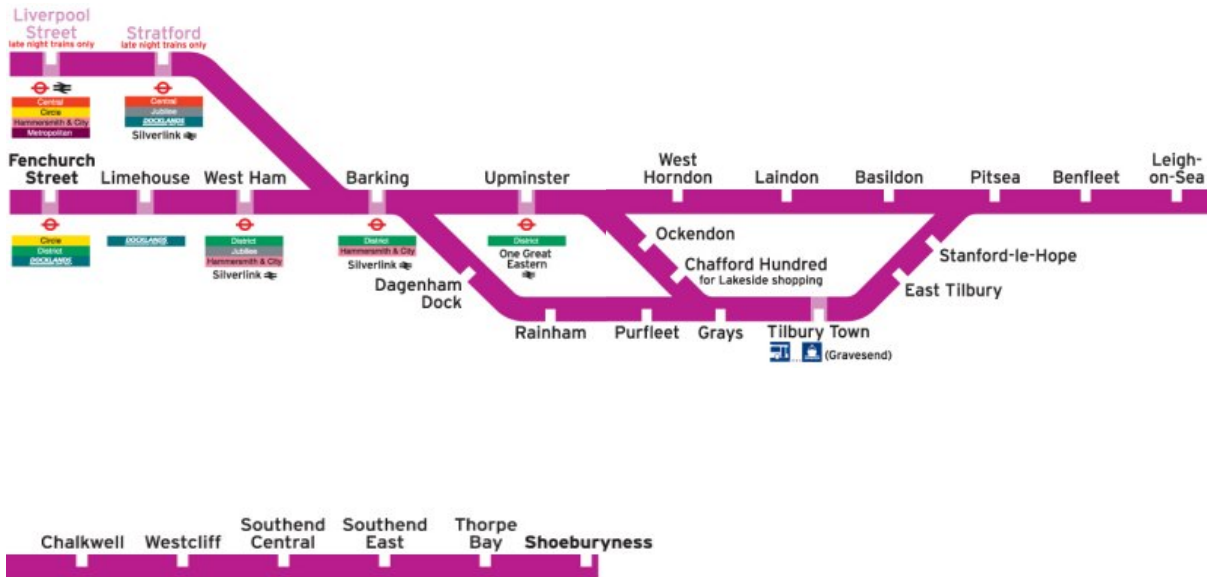 Liverpool
Street
late night trains only
Stratford
late night trains only
Central
Circle
Hammersmith & City
Metropolitan
Central
Jubilee
DOCKLANDS
Silverlink
Fenchurch
Street
Limehouse
West Ham
Barking
Upminster
West
Horndon
Laindon
Basildon
Pitsea
Benfleet
Leigh-
on-Sea
Circle
District
DOCKLANDS
DOCKLANDS
District
Jubilee
Hammersmith & City
Silverlink
District
Hammersmith & City
Silverlink
District
One Great
Eastern
Ockendon
Chafford Hundred
for Lakeside shopping
Stanford-le-Hope
East Tilbury
Dagenham
Dock
Rainham
Purfleet
Grays
Tilbury Town
(Gravesend)
Chalkwell
Westcliff
Southend
Central
Southend
East
Thorpe
Bay
Shoeburyness